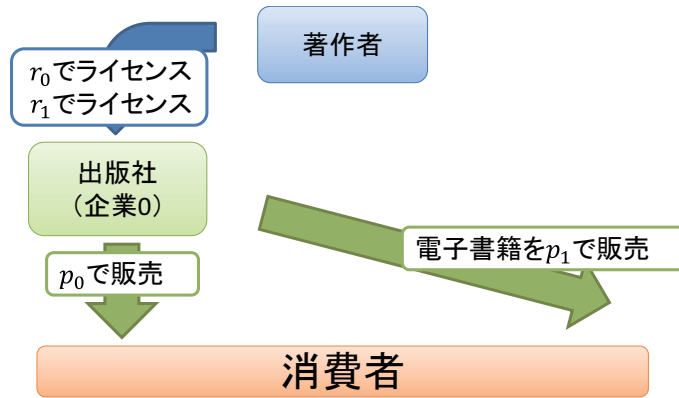 著作者
r₀でライセンス
r₁でライセンス
出版社
（企業0）
p₀で販売
電子書籍をp₁で販売
消費者